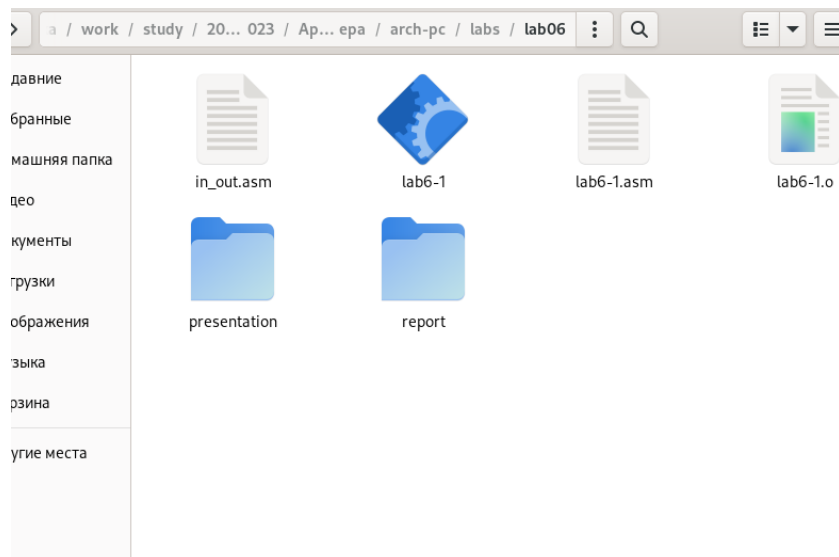 a / work / study / 20... 023 / Ap... epa / arch-pc / labs / lab06
давние
бранные
машняя папка
део
кументы
грузки
ображения
зыка
рзина
угие места
in_out.asm lab6-1 lab6-1.asm lab6-1.o
presentation report